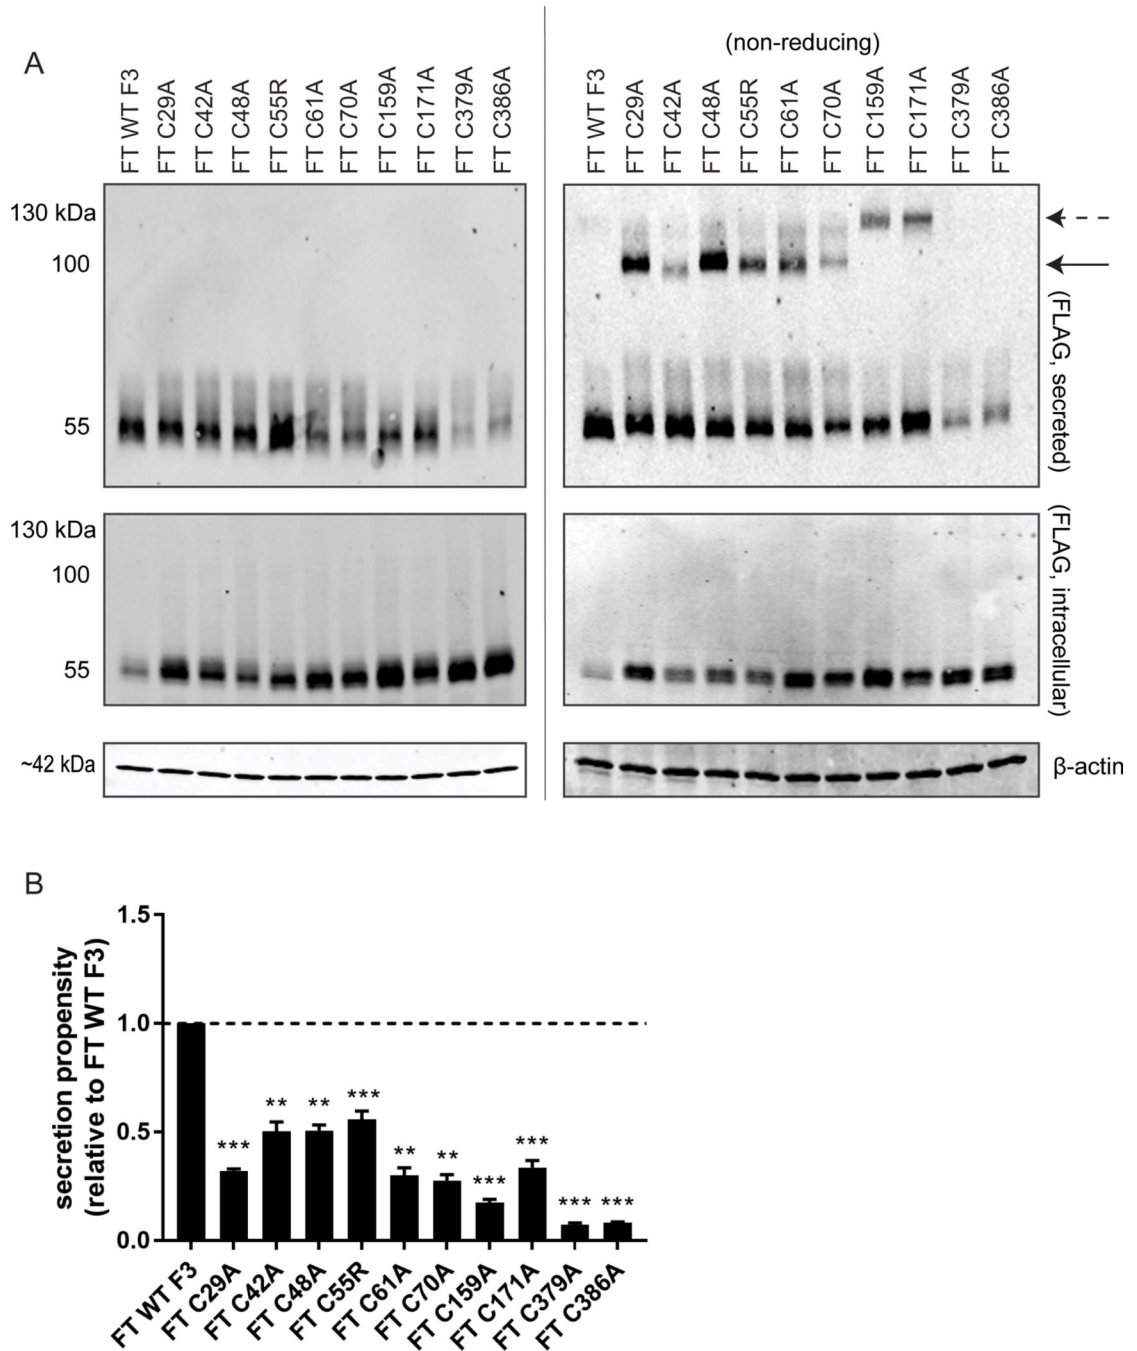 A
(non-reducing)
FT WT F3
FT C29A
FT C42A
FT C48A
FT C55R
FT C61A
FT C70A
FT C159A
FT C171A
FT C379A
FT C386A
FT WT F3
FT C29A
FT C42A
FT C48A
FT C55R
FT C61A
FT C70A
FT C159A
FT C171A
FT C379A
FT C386A
130 kDa
100
55
(FLAG, secreted)
130 kDa
100
55
(FLAG, intracellular)
~42 kDa
β-actin
B
secretion propensity
(relative to FT WT F3)
1.5
1.0
0.5
0.0
***
**
**
***
**
**
***
***
***
***
FT WT F3
FT C29A
FT C42A
FT C48A
FT C55R
FT C61A
FT C70A
FT C159A
FT C171A
FT C379A
FT C386A